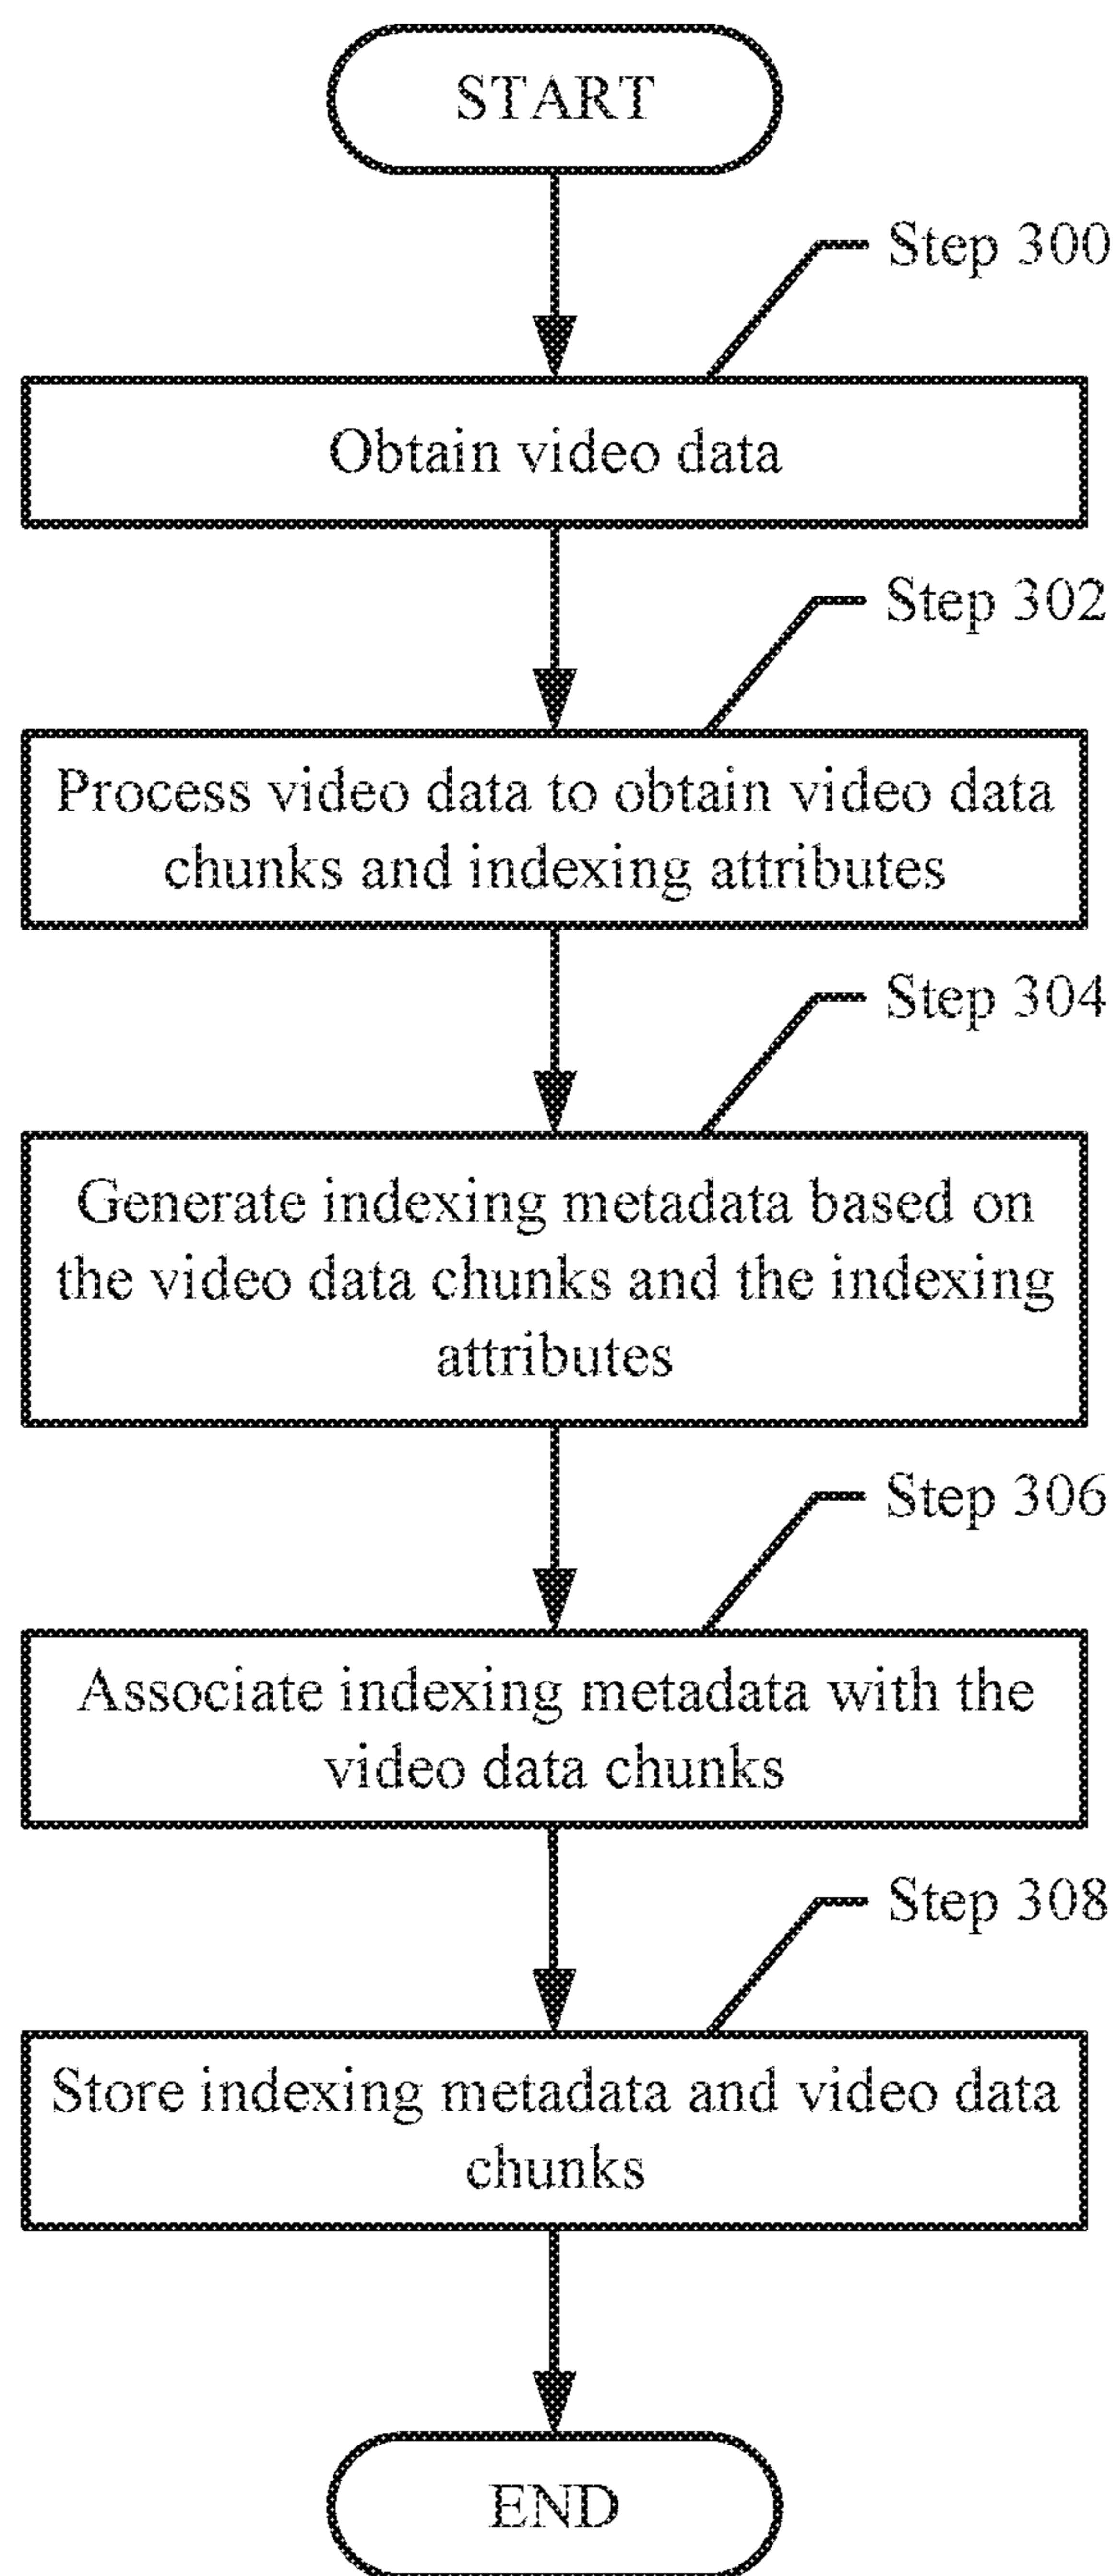 START
Step 300
Obtain video data
Step 302
Process video data to obtain video data
chunks and indexing attributes
Step 304
Generate indexing metadata based on
the video data chunks and the indexing
attributes
Step 306
Associate indexing metadata with the
video data chunks
Step 308
Store indexing metadata and video data
chunks
END